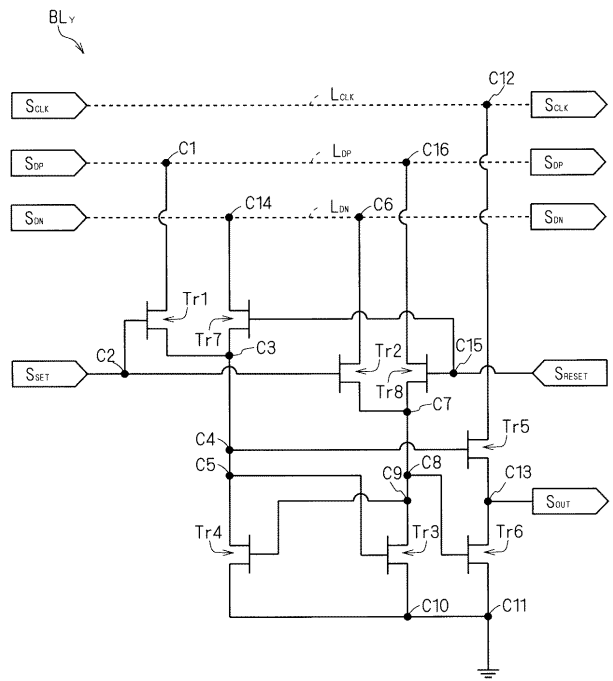 BLY
C12
SCLK LCLK SCLK
C1 C16
SDP LDP SDP
C14 C6
SDN LDN SDN
Tr1
Tr7
C2 C3 Tr2 C15
SSET Tr8 SRESET
C7
Tr5
C4
C5 C8
C9 C13
SOUT
Tr4 Tr3 Tr6
C10 C11